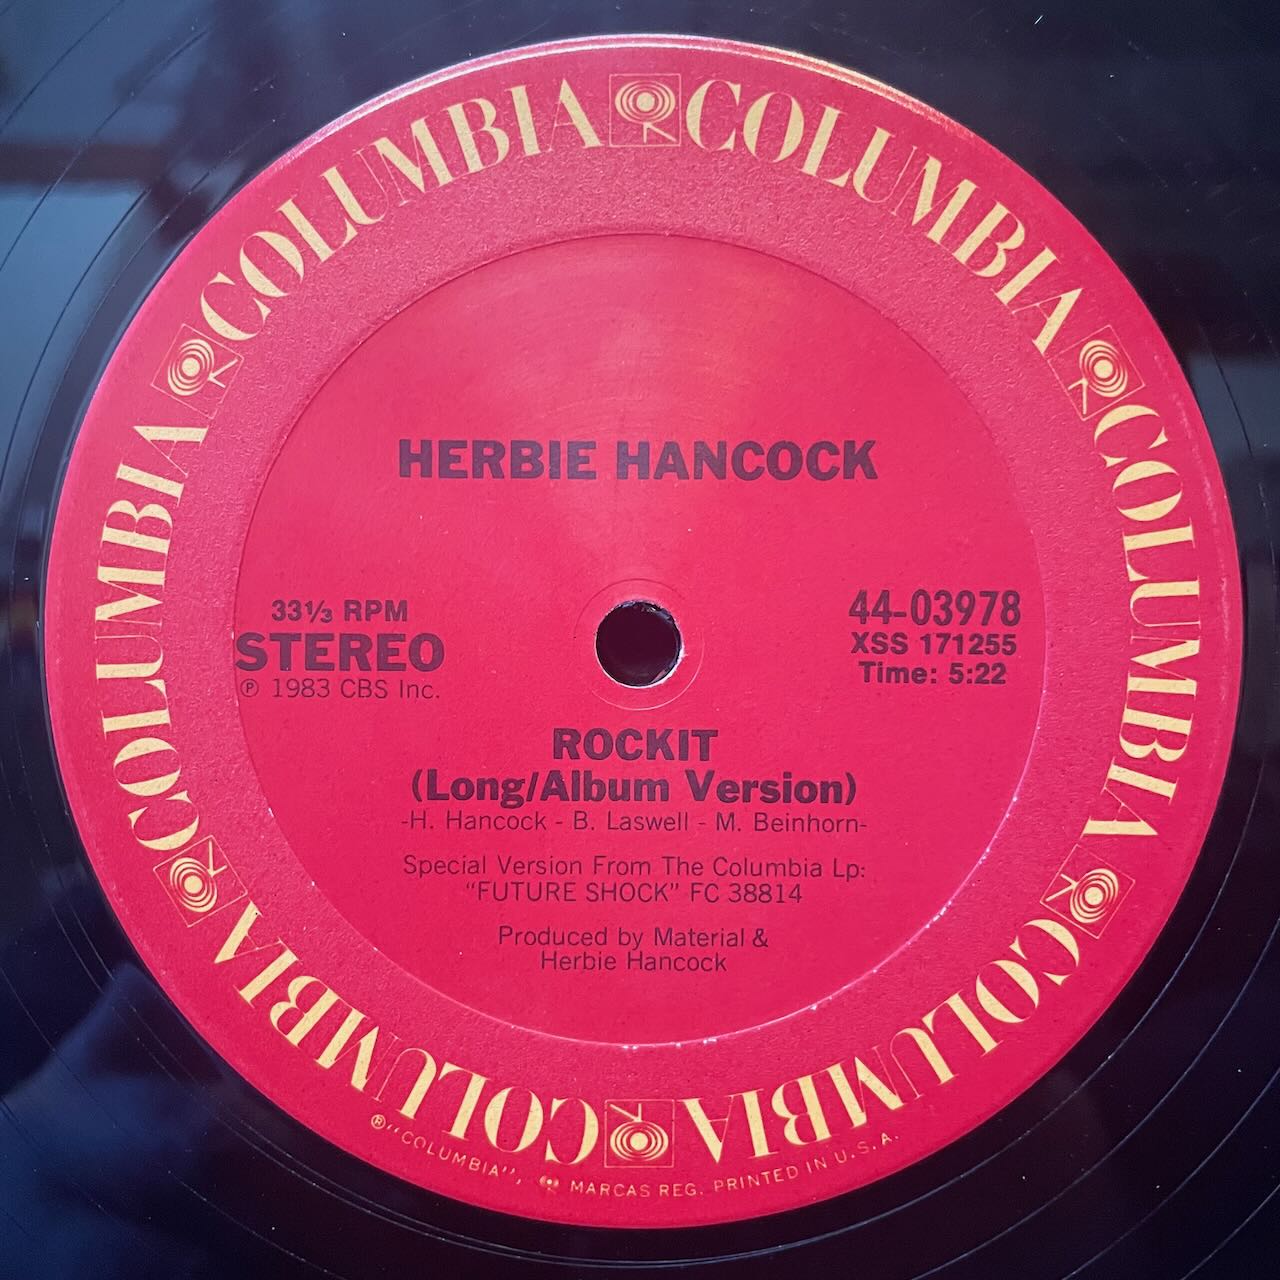 COLUMBIA COLUMBIA COLUMBIA COLUMBIA COLUMBIA COLUMBIA
HERBIE HANCOCK
33⅓ RPM
STEREO
℗ 1983 CBS Inc.
44-03978
XSS 171255
Time: 5:22
ROCKIT
(Long/Album Version)
-H. Hancock - B. Laswell - M. Beinhorn-
Special Version From The Columbia Lp:
"FUTURE SHOCK" FC 38814
Produced by Material &
Herbie Hancock
®"COLUMBIA", MARCAS REG. PRINTED IN U.S.A.